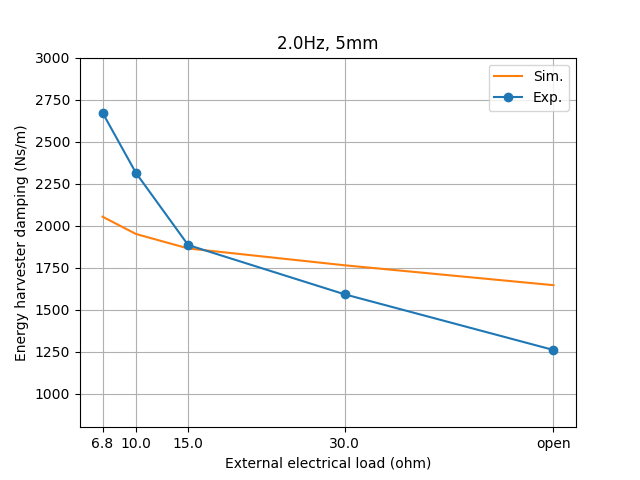 2.0Hz, 5mm
3000
2750
2500
2250
2000
1750
1500
1250
1000
Energy harvester damping (Ns/m)
Sim.
Exp.
6.8 10.0 15.0 30.0 open
External electrical load (ohm)